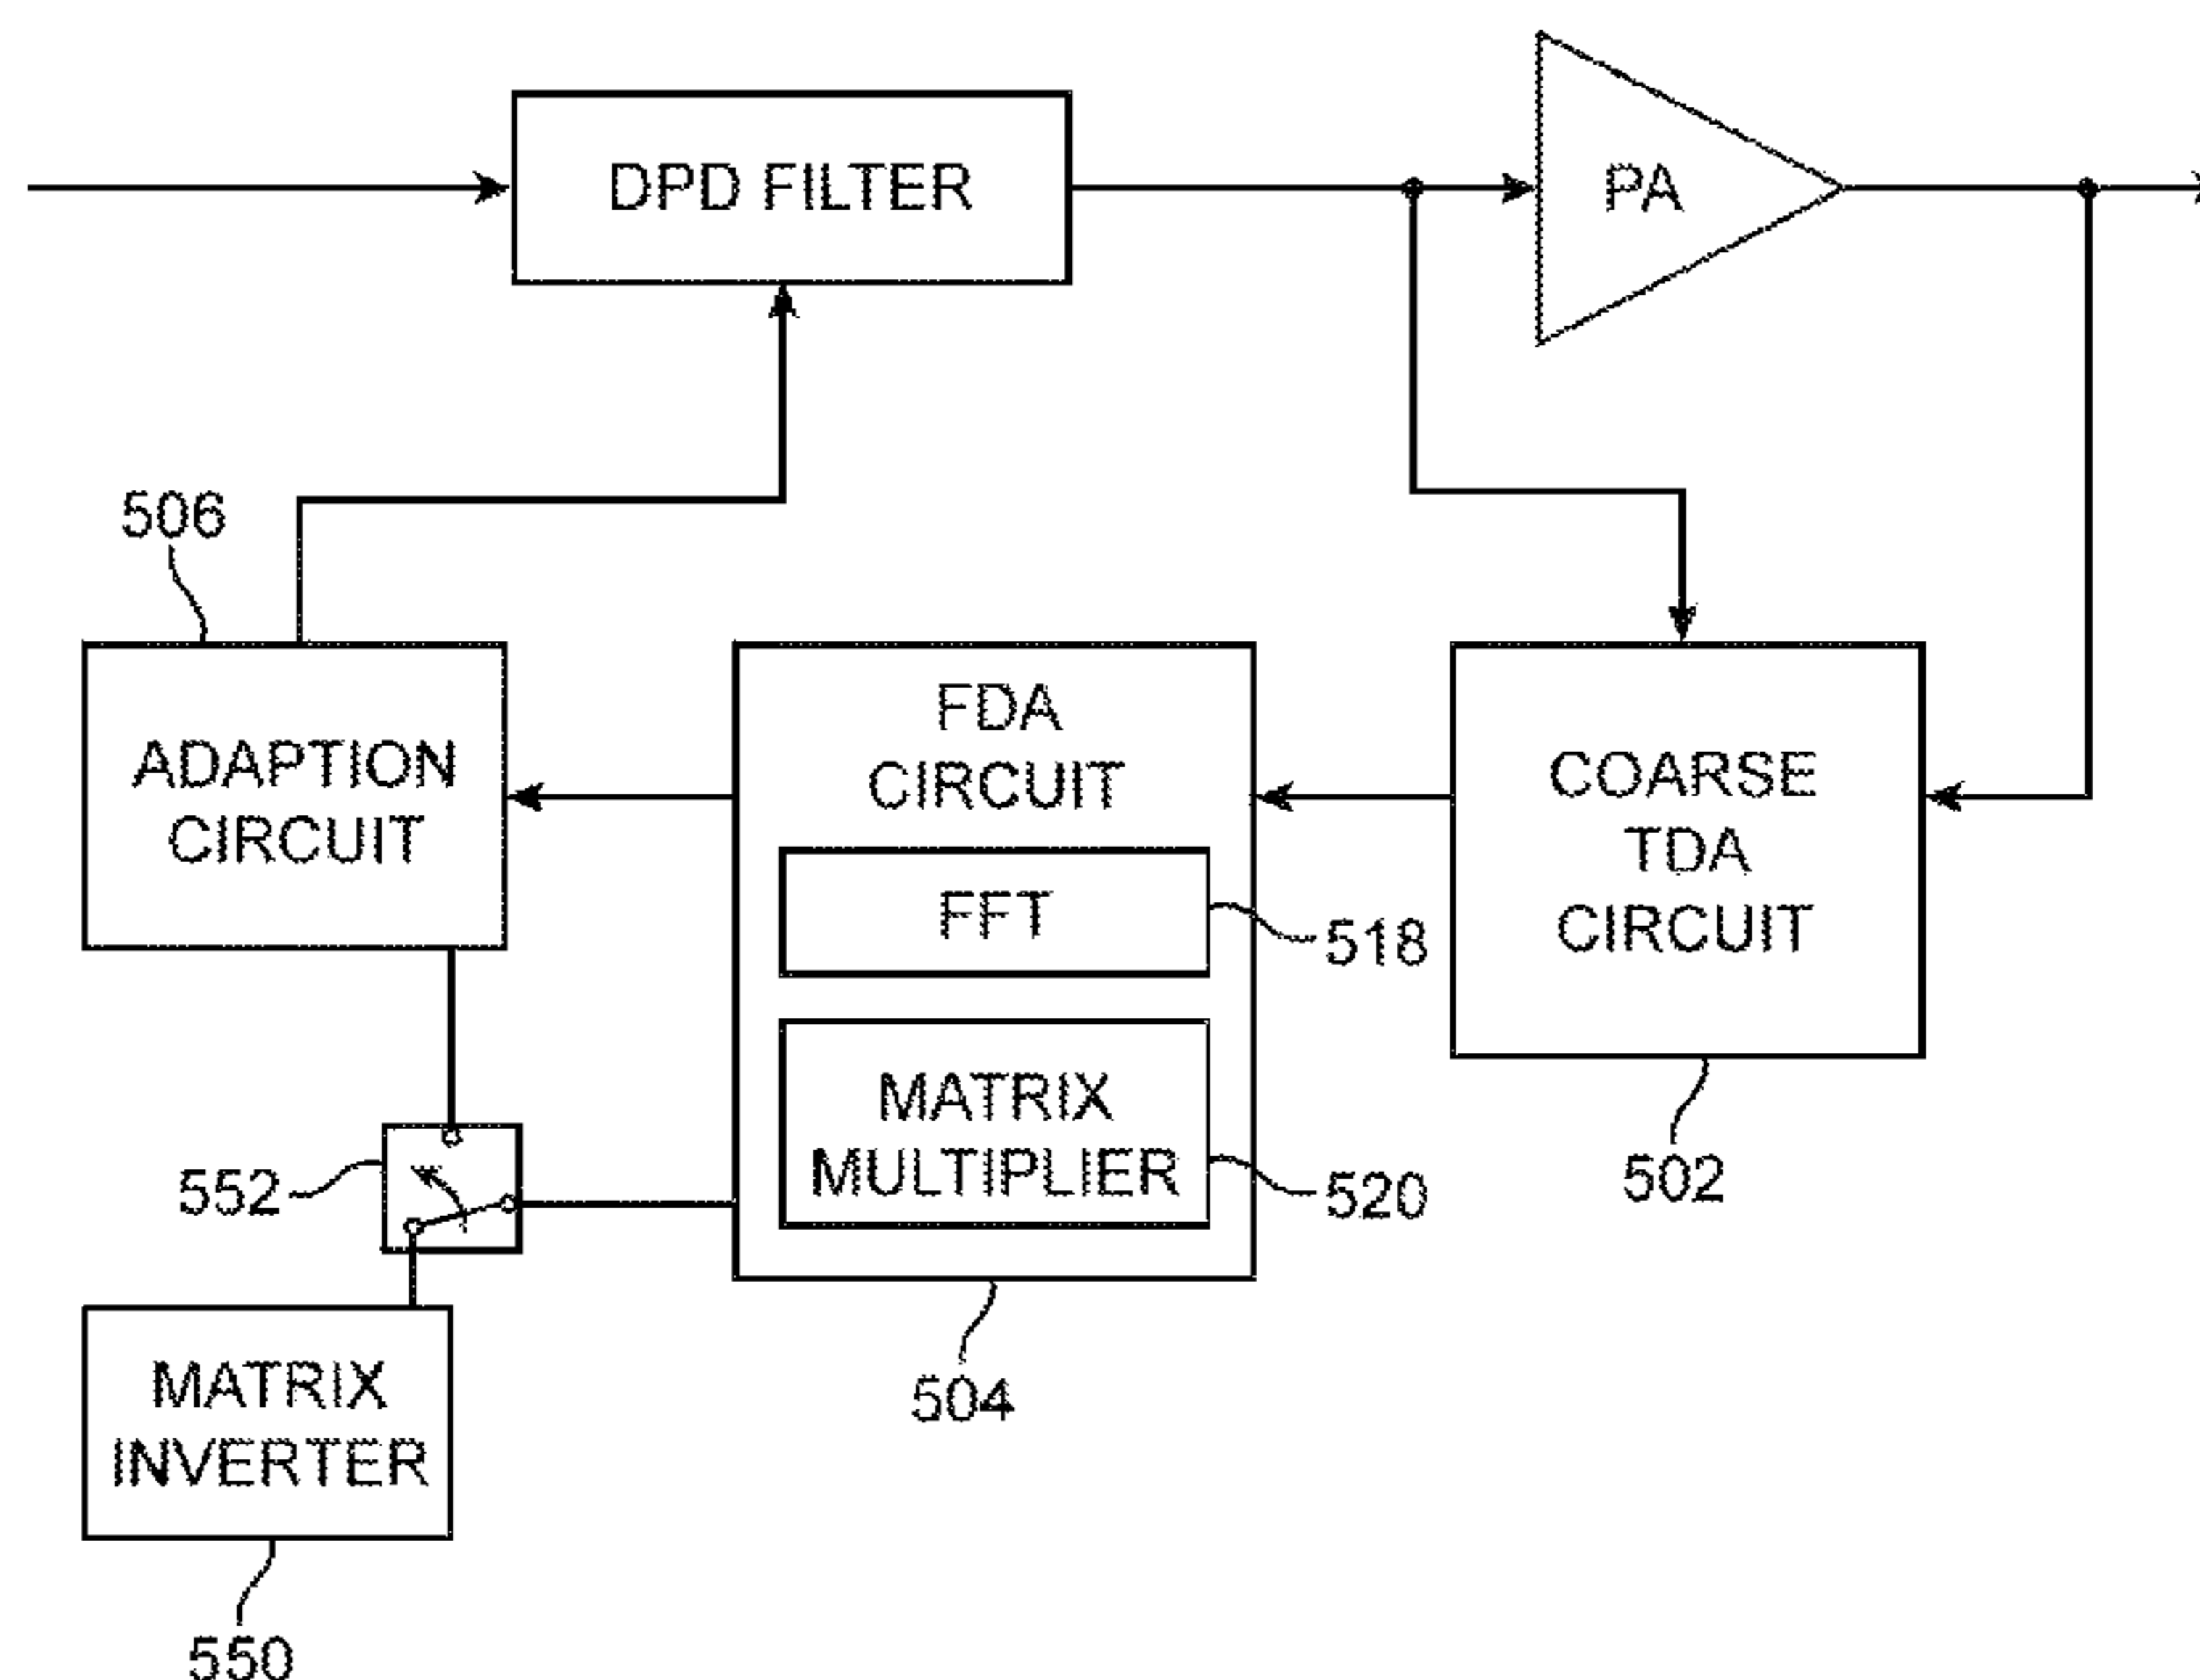 DPD FILTER
PA
506
ADAPTION
CIRCUIT
FDA
CIRCUIT
FFT
518
MATRIX
MULTIPLIER
520
504
COARSE
TDA
CIRCUIT
502
552
MATRIX
INVERTER
550